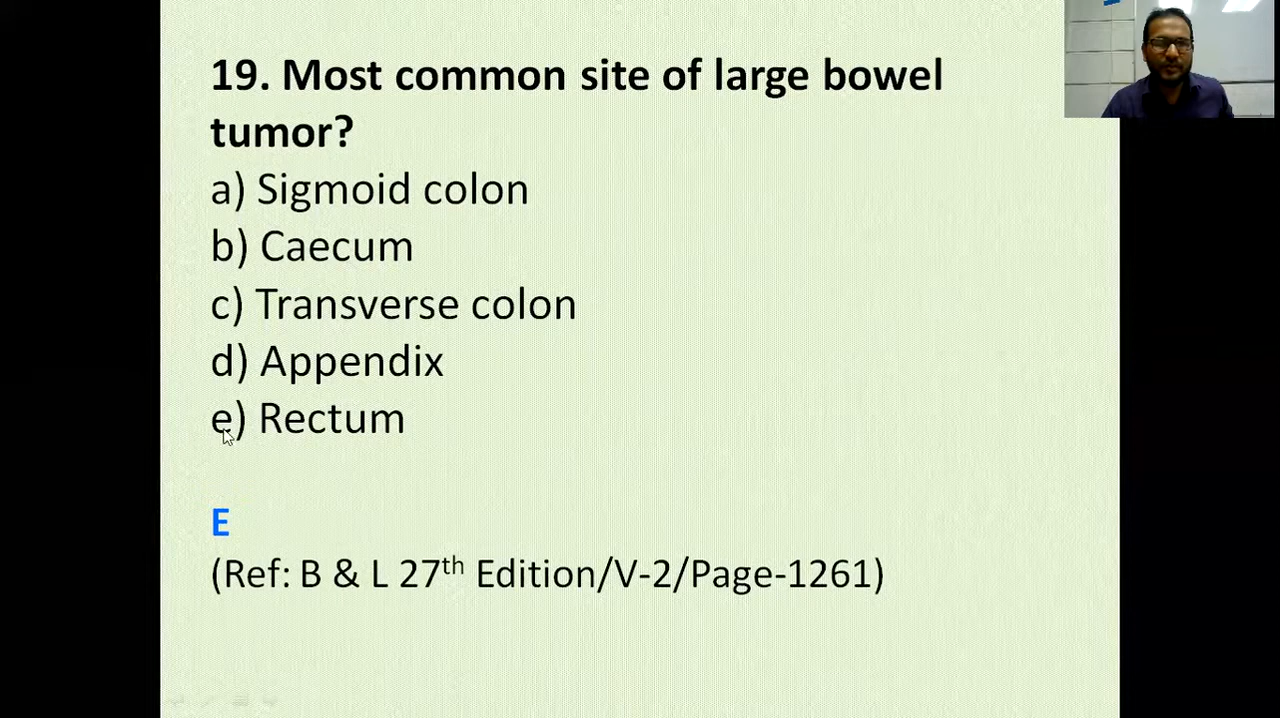 19. Most common site of large bowel
tumor?
a) Sigmoid colon
b) Caecum
c) Transverse colon
d) Appendix
e) Rectum
E
(Ref: B & L 27th Edition/V-2/Page-1261)